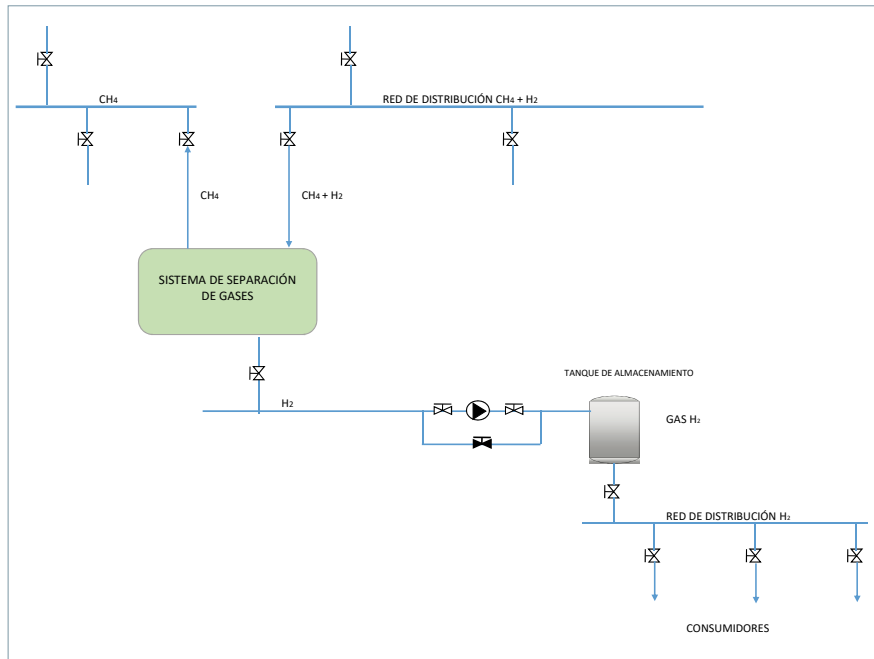 CH₄
RED DE DISTRIBUCIÓN CH₄ + H₂
CH₄
CH₄ + H₂
SISTEMA DE SEPARACIÓN
DE GASES
TANQUE DE ALMACENAMIENTO
H₂
GAS H₂
RED DE DISTRIBUCIÓN H₂
CONSUMIDORES